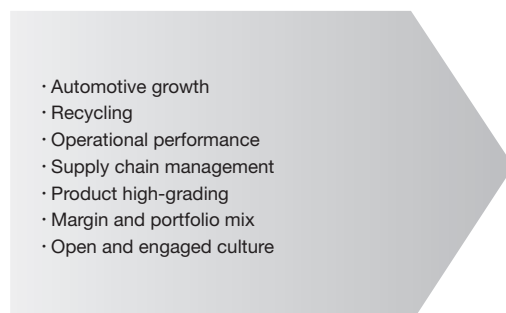 · Automotive growth
· Recycling
· Operational performance
· Supply chain management
· Product high-grading
· Margin and portfolio mix
· Open and engaged culture